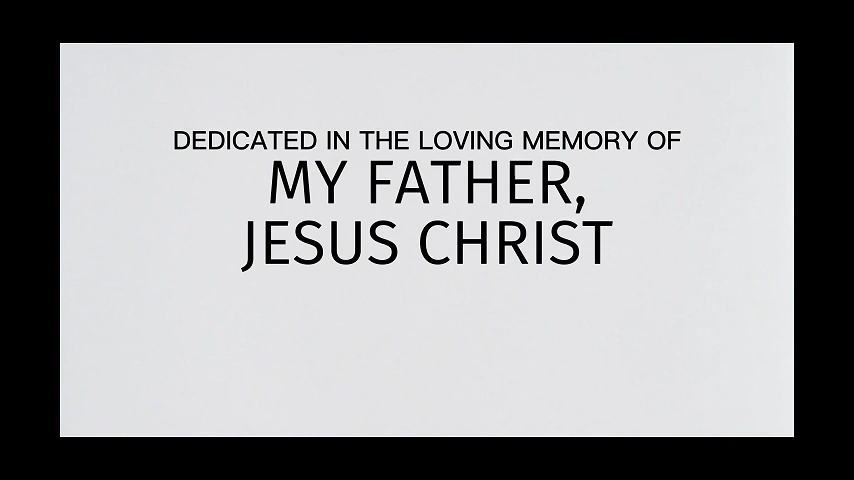 DEDICATED IN THE LOVING MEMORY OF
MY FATHER,
JESUS CHRIST